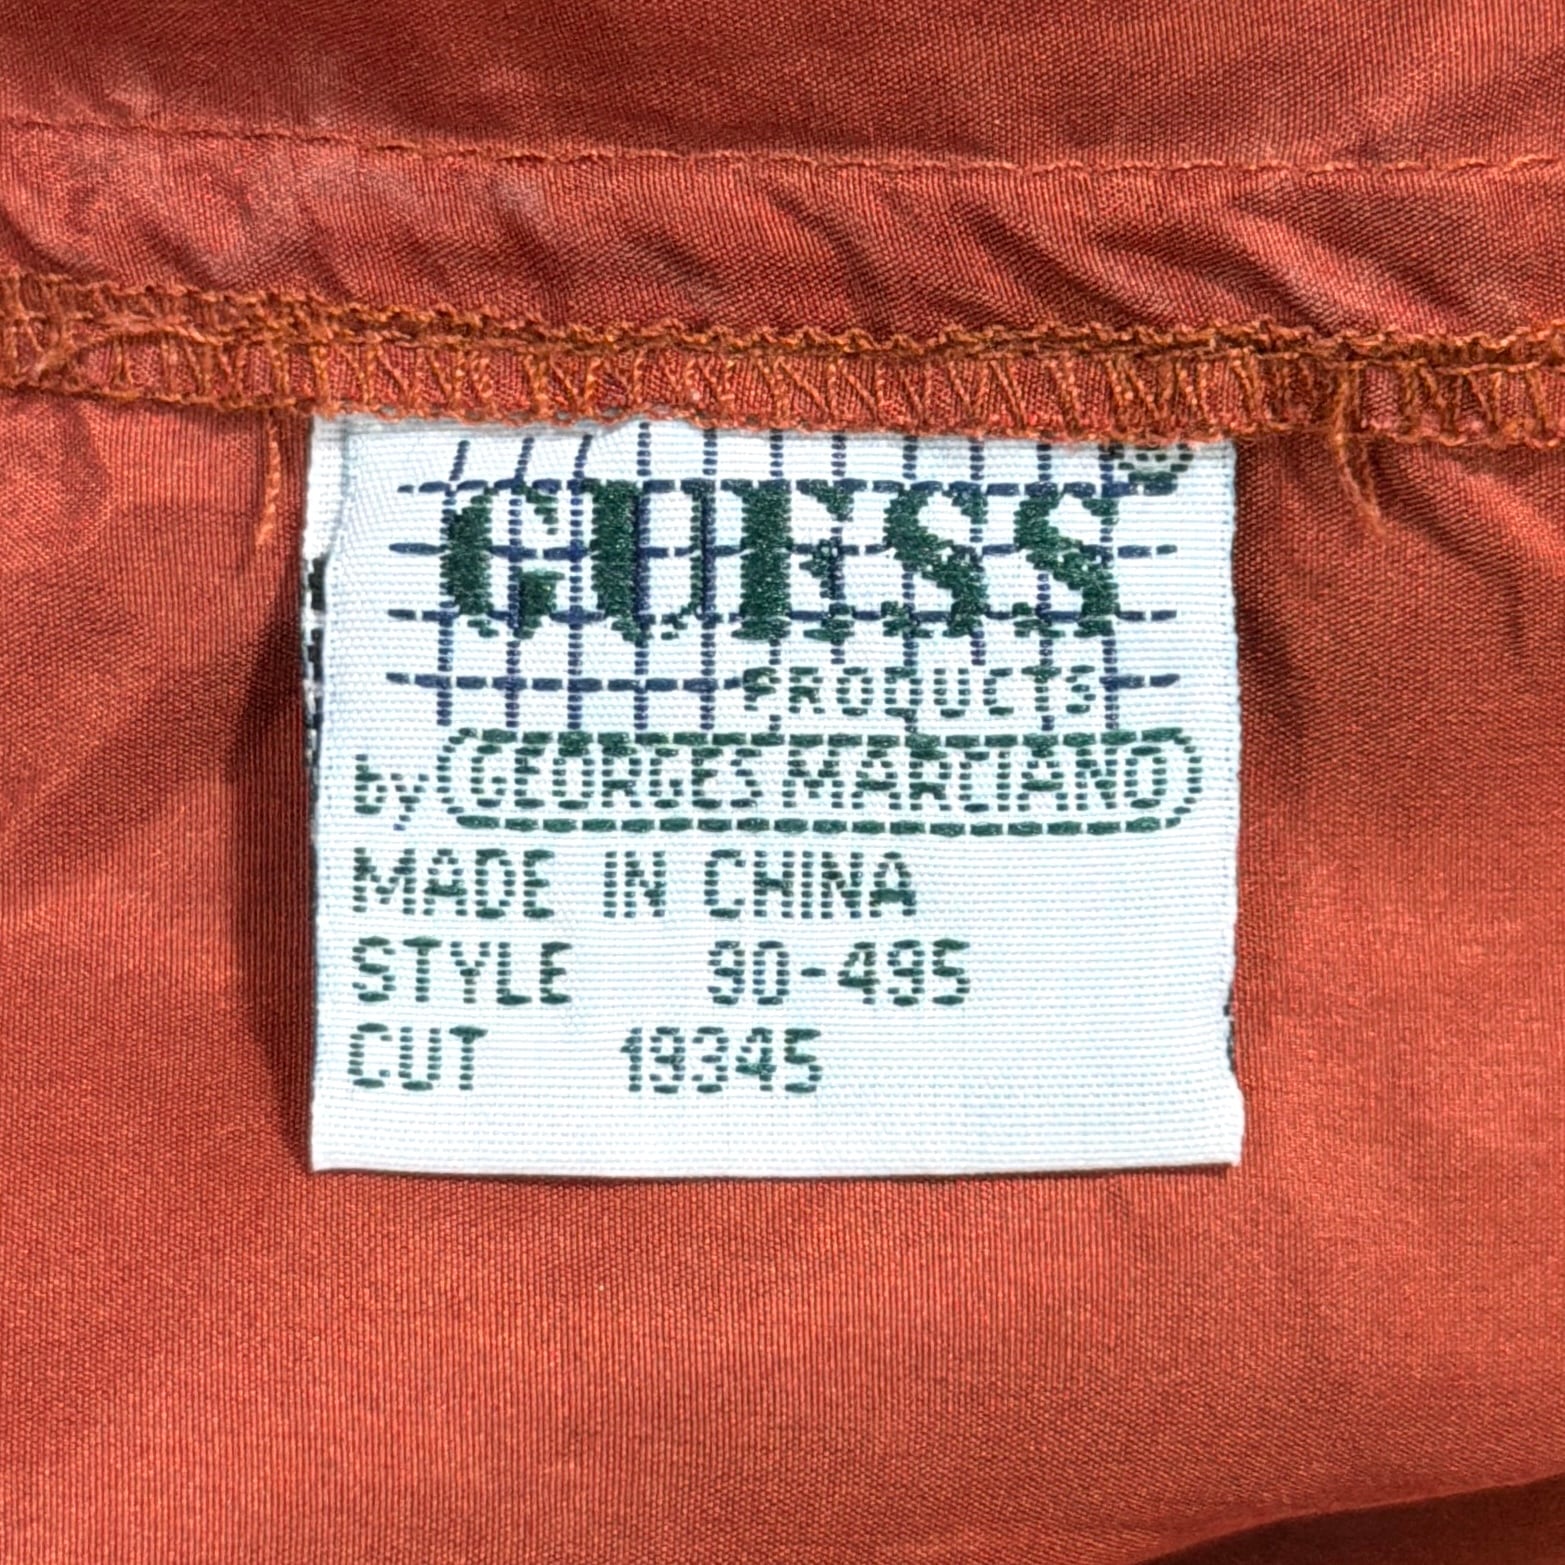 GUESS ®
PRODUCTS
by GEORGES MARCIANO
MADE IN CHINA
STYLE 90-495
CUT 19345